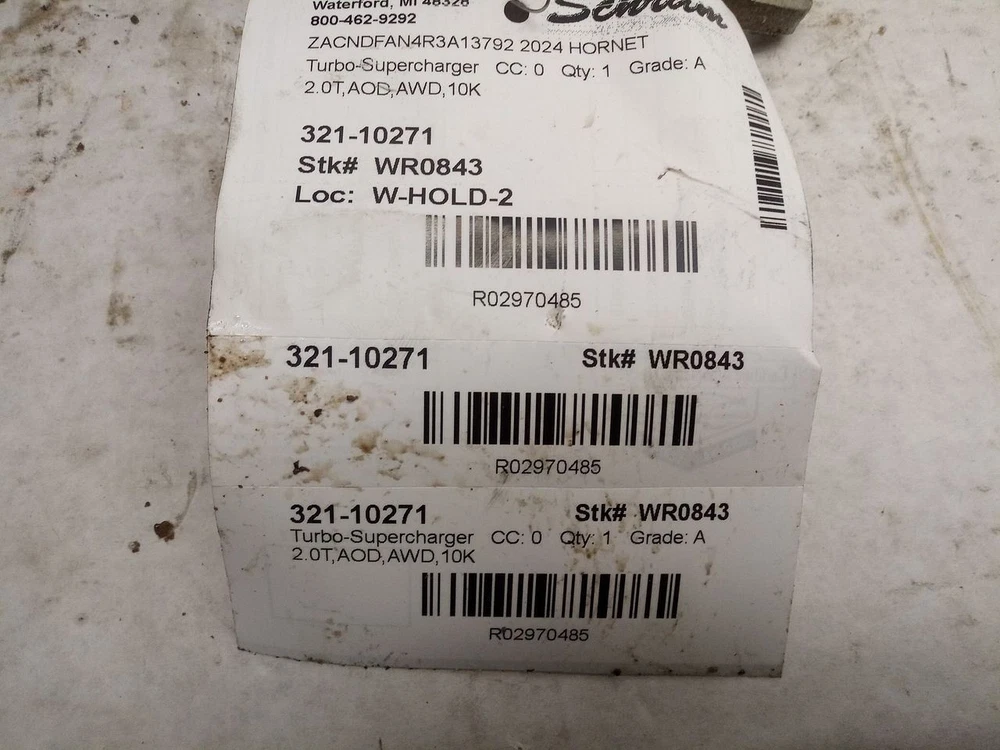 Waterford, MI 48328
Schram
800-462-9292
ZACNDFAN4R3A13792 2024 HORNET
Turbo-Supercharger CC: 0 Qty: 1 Grade: A
2.0T,AOD,AWD,10K
321-10271
Stk# WR0843
Loc: W-HOLD-2
R02970485
321-10271 Stk# WR0843
R02970485
321-10271 Stk# WR0843
Turbo-Supercharger CC: 0 Qty: 1 Grade: A
2.0T,AOD,AWD,10K
R02970485